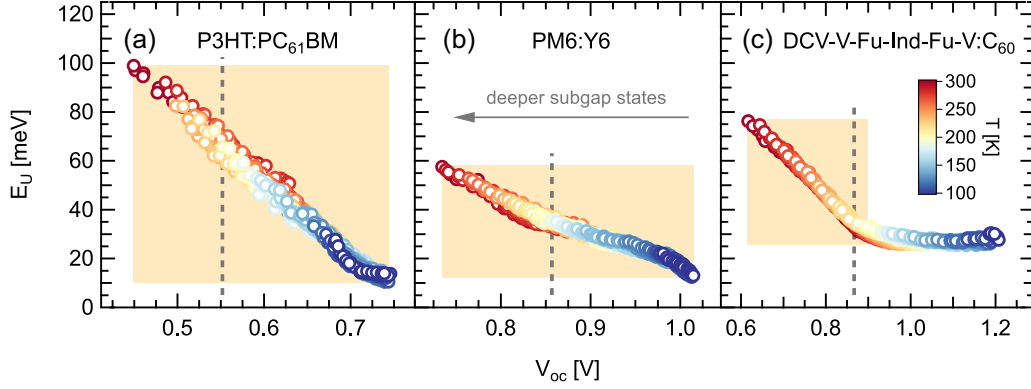 120
100
80
60
40
20
0
E_U [meV]
(a) P3HT:PC₆₁BM
(b) PM6:Y6
(c) DCV-V-Fu-Ind-Fu-V:C₆₀
deeper subgap states
300
250
200
150
100
T [K]
0.5 0.6 0.7
0.8 0.9 1.0
0.6 0.8 1.0 1.2
V_oc [V]